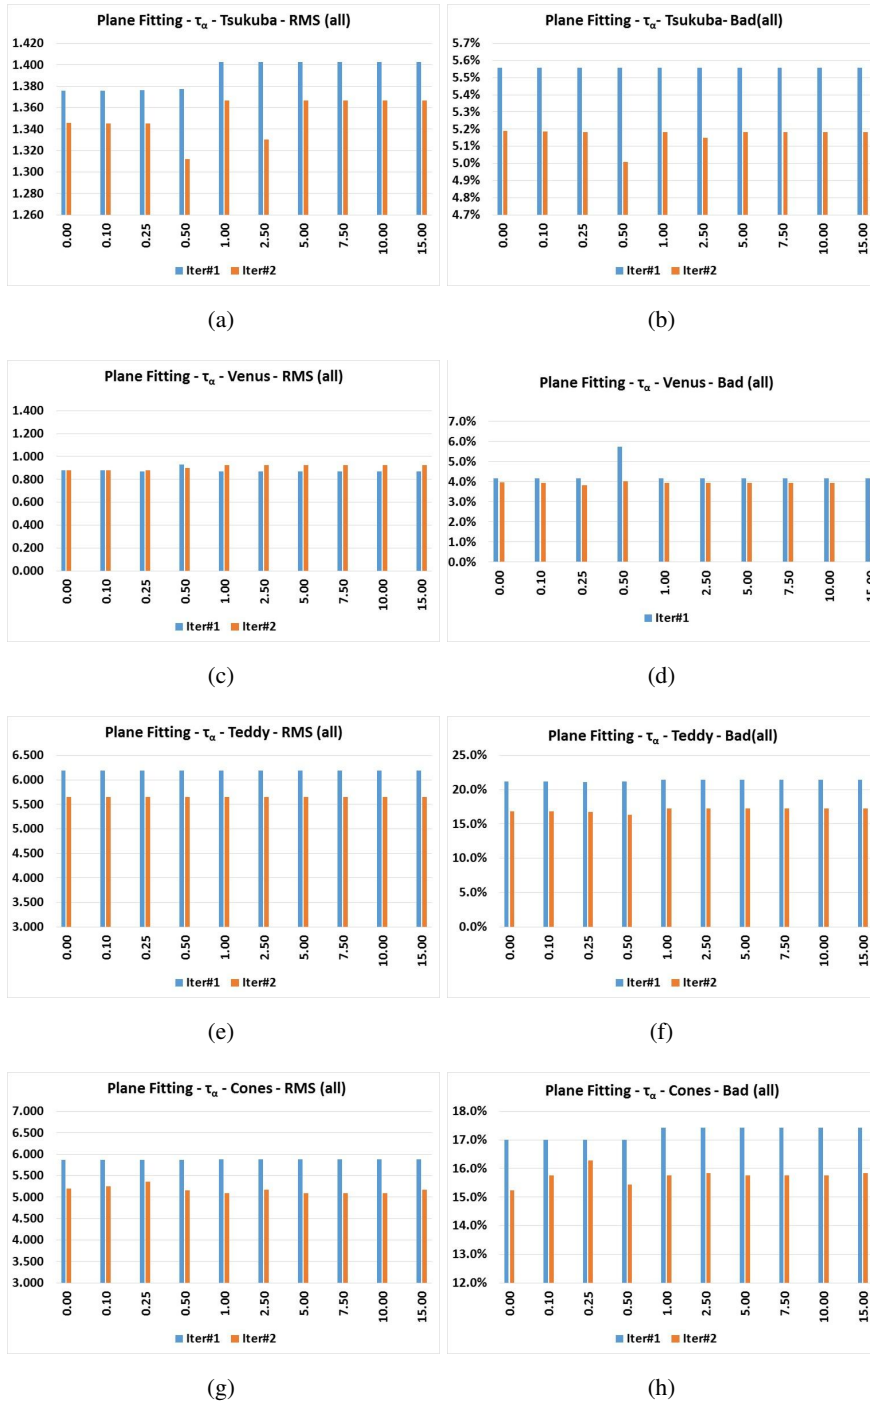 Plane Fitting - τα - Tsukuba - RMS (all)
1.420
1.400
1.380
1.360
1.340
1.320
1.300
1.280
1.260
0.00 0.10 0.25 0.50 1.00 2.50 5.00 7.50 10.00 15.00
Iter#1 Iter#2
(a)
Plane Fitting - τα- Tsukuba- Bad(all)
5.7%
5.6%
5.5%
5.4%
5.3%
5.2%
5.1%
5.0%
4.9%
4.8%
4.7%
0.00 0.10 0.25 0.50 1.00 2.50 5.00 7.50 10.00 15.00
Iter#1 Iter#2
(b)
Plane Fitting - τα - Venus - RMS (all)
1.400
1.200
1.000
0.800
0.600
0.400
0.200
0.000
0.00 0.10 0.25 0.50 1.00 2.50 5.00 7.50 10.00 15.00
Iter#1 Iter#2
(c)
Plane Fitting - τα - Venus - Bad (all)
7.0%
6.0%
5.0%
4.0%
3.0%
2.0%
1.0%
0.0%
0.00 0.10 0.25 0.50 1.00 2.50 5.00 7.50 10.00 15.00
Iter#1
(d)
Plane Fitting - τα - Teddy - RMS (all)
6.500
6.000
5.500
5.000
4.500
4.000
3.500
3.000
0.00 0.10 0.25 0.50 1.00 2.50 5.00 7.50 10.00 15.00
Iter#1 Iter#2
(e)
Plane Fitting - τα - Teddy - Bad(all)
25.0%
20.0%
15.0%
10.0%
5.0%
0.0%
0.00 0.10 0.25 0.50 1.00 2.50 5.00 7.50 10.00 15.00
Iter#1 Iter#2
(f)
Plane Fitting - τα - Cones - RMS (all)
7.000
6.500
6.000
5.500
5.000
4.500
4.000
3.500
3.000
0.00 0.10 0.25 0.50 1.00 2.50 5.00 7.50 10.00 15.00
Iter#1 Iter#2
(g)
Plane Fitting - τα - Cones - Bad (all)
18.0%
17.0%
16.0%
15.0%
14.0%
13.0%
12.0%
0.00 0.10 0.25 0.50 1.00 2.50 5.00 7.50 10.00 15.00
Iter#1 Iter#2
(h)